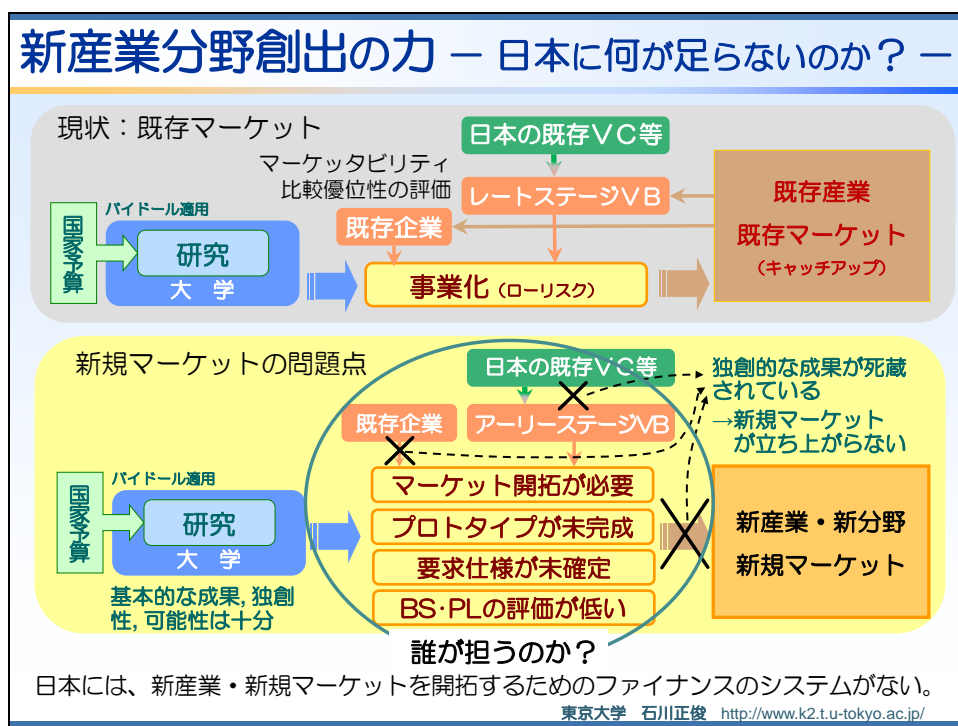 新産業分野創出の力 － 日本に何が足らないのか？ －
現状：既存マーケット
日本の既存ＶＣ等
マーケッタビリティ
比較優位性の評価
レートステージＶＢ
既存産業
既存マーケット
（キャッチアップ）
バイドール適用
国家予算
研究
大　学
既存企業
事業化（ローリスク）
新規マーケットの問題点
日本の既存ＶＣ等
独創的な成果が死蔵
されている
→新規マーケット
が立ち上がらない
既存企業
アーリーステージVB
バイドール適用
国家予算
研究
大　学
基本的な成果, 独創
性, 可能性は十分
マーケット開拓が必要
プロトタイプが未完成
要求仕様が未確定
BS･PLの評価が低い
新産業・新分野
新規マーケット
誰が担うのか？
日本には、新産業・新規マーケットを開拓するためのファイナンスのシステムがない。
東京大学　石川正俊　http://www.k2.t.u-tokyo.ac.jp/